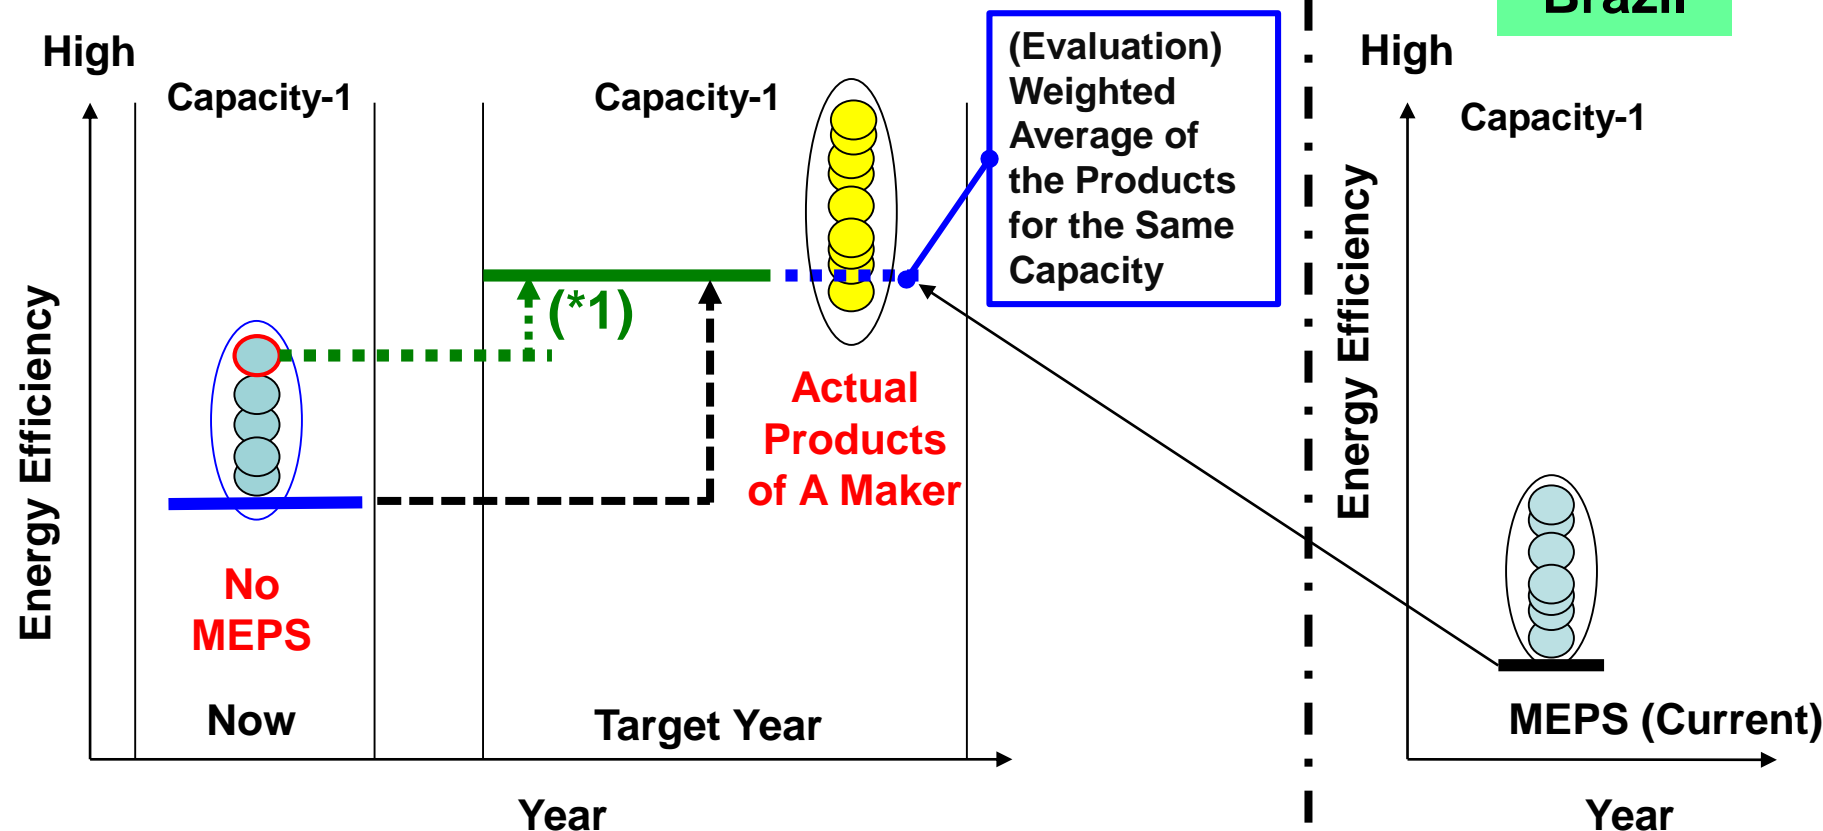 High
Capacity-1
Capacity-1
Energy Efficiency
(*1)
No
MEPS
Now
Actual
Products
of A Maker
Target Year
Year
(Evaluation)
Weighted
Average of
the Products
for the Same
Capacity
Brazil
High
Capacity-1
Energy Efficiency
MEPS (Current)
Year